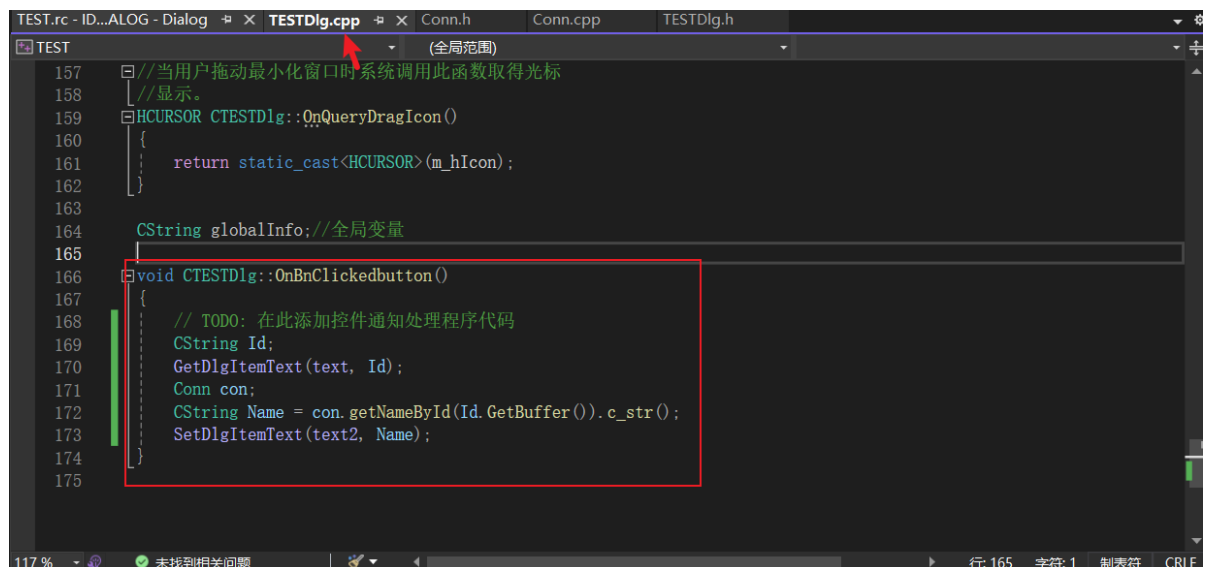 TEST.rc - ID...ALOG - Dialog TESTDlg.cpp Conn.h Conn.cpp TESTDlg.h
TEST (全局范围)
157 //当用户拖动最小化窗口时系统调用此函数取得光标
158 //显示。
159 HCURSOR CTESTDlg::OnQueryDragIcon()
160 {
161 return static_cast<HCURSOR>(m_hIcon);
162 }
163
164 CString globalInfo;//全局变量
165
166 void CTESTDlg::OnBnClickedbutton()
167 {
168 // TODO: 在此添加控件通知处理程序代码
169 CString Id;
170 GetDlgItemText(text, Id);
171 Conn con;
172 CString Name = con.getNameById(Id.GetBuffer()).c_str();
173 SetDlgItemText(text2, Name);
174 }
175
117 % 未找到相关问题 行: 165 字符: 1 制表符 CRLF